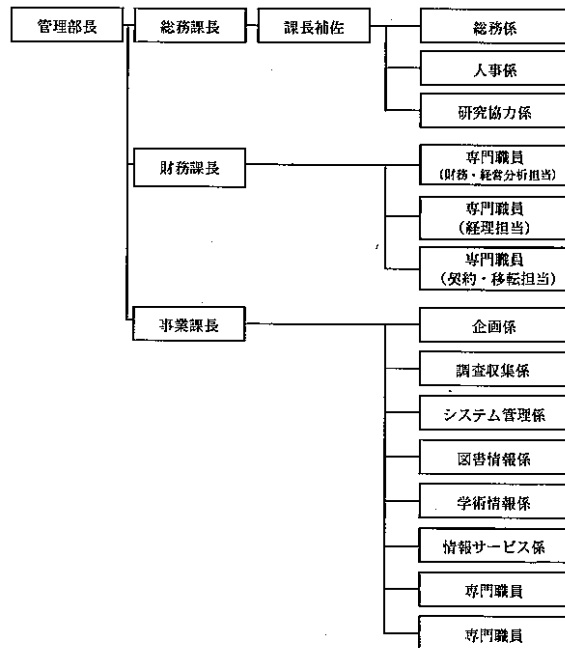 管理部長
総務課長
課長補佐
総務係
人事係
研究協力係
財務課長
専門職員
(財務・経営分析担当)
専門職員
(経理担当)
専門職員
(契約・移転担当)
事業課長
企画係
調査収集係
システム管理係
図書情報係
学術情報係
情報サービス係
専門職員
専門職員